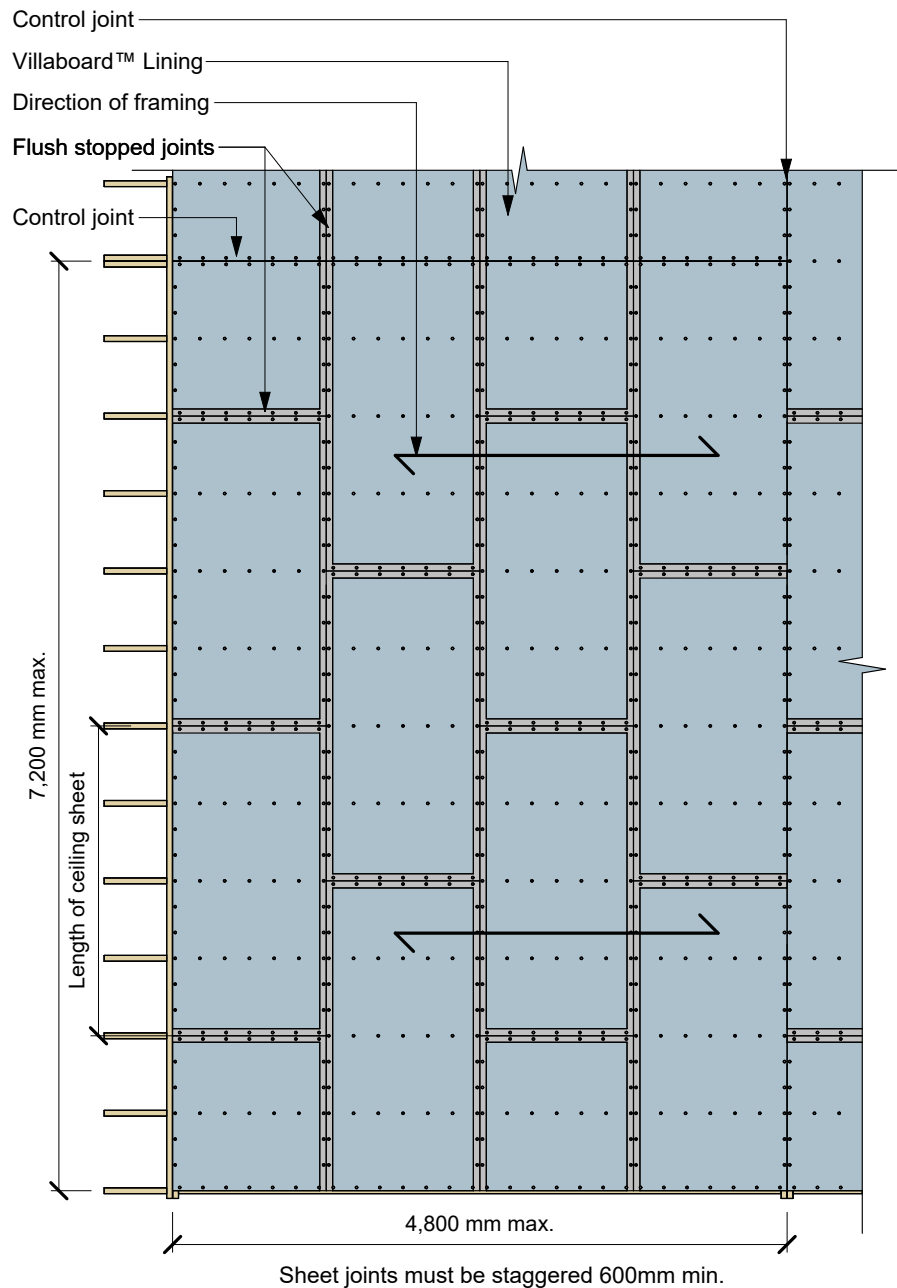 Control joint
Villaboard™ Lining
Direction of framing
Flush stopped joints
Control joint
7,200 mm max.
Length of ceiling sheet
4,800 mm max.
Sheet joints must be staggered 600mm min.